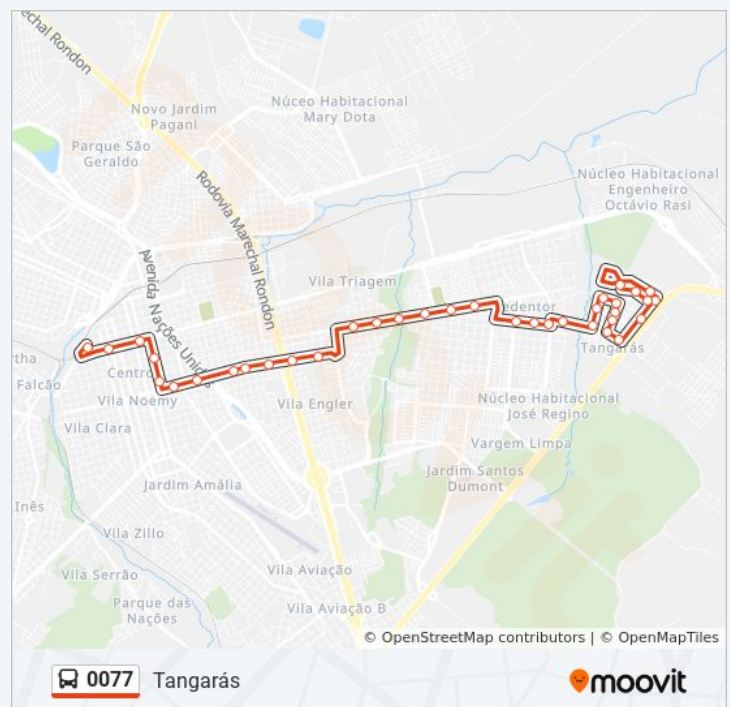 echal Rondon
Novo Jardim
Pagani
Núceo Habitacional
Mary Dota
Parque São
Geraldo
Rodovia Marechal Rondon
Núcleo Habitacional
Engenheiro
Octávio Rasi
Avenida Nações Unidas
Vila Triagem
edentor
Tangarás
rtha
Falcão
Centro
Vila Noemy
Vila Engler
Núcleo Habitacional
José Regino
Vila Clara
Vargem Limpa
Jardim Santos
Dumont
Jardim Amália
Inês
Vila Zillo
Vila Aviação
Vila Serrão
Parque das
Nações
Vila Aviação B
© OpenStreetMap contributors | © OpenMapTiles
0077 Tangarás
moovit